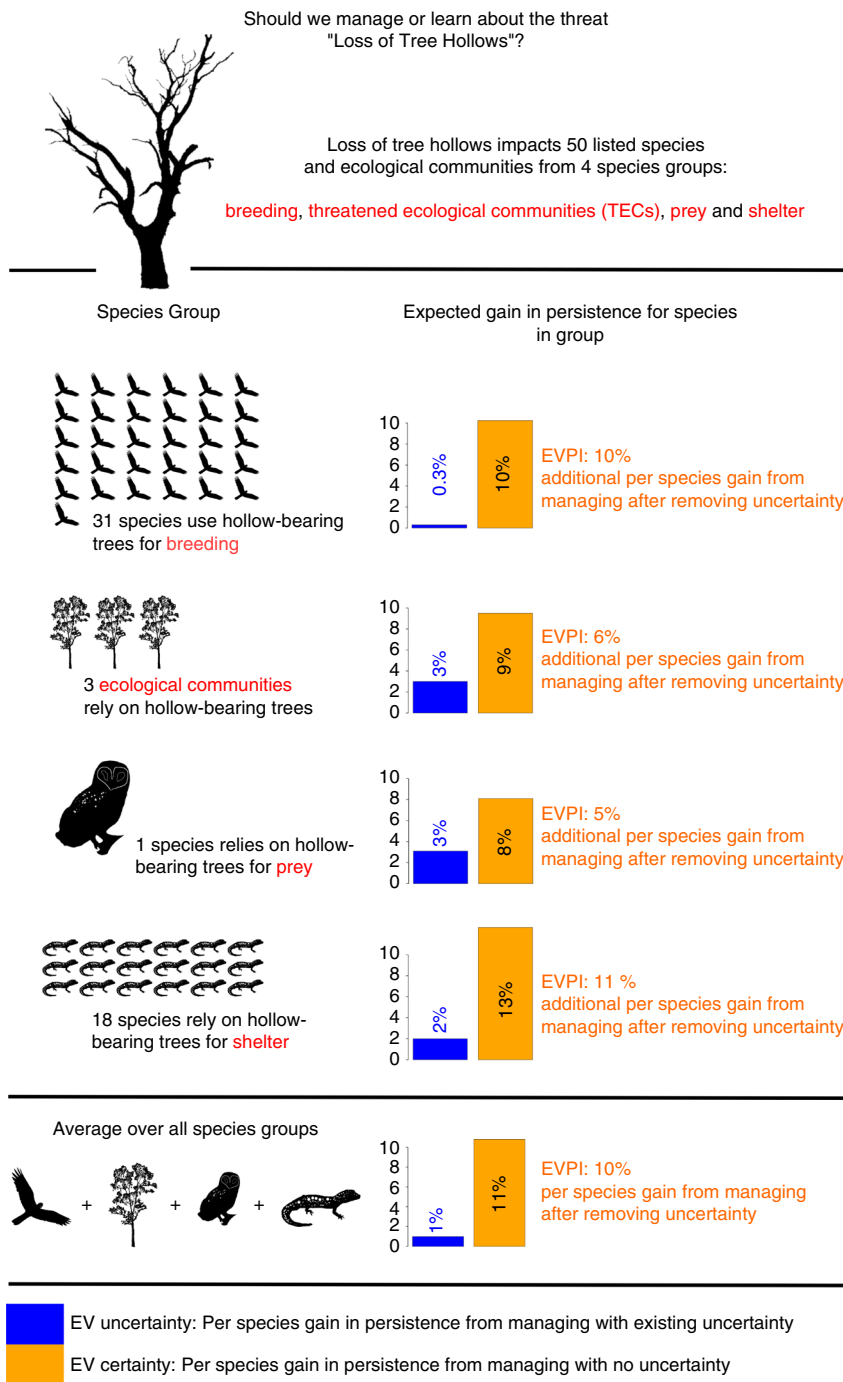 Should we manage or learn about the threat
"Loss of Tree Hollows"?
Loss of tree hollows impacts 50 listed species
and ecological communities from 4 species groups:
breeding, threatened ecological communities (TECs), prey and shelter
Species Group
Expected gain in persistence for species
in group
31 species use hollow-bearing
trees for breeding
10
8
6
4
2
0
0.3%
10%
EVPI: 10%
additional per species gain from
managing after removing uncertainty
3 ecological communities
rely on hollow-bearing trees
10
8
6
4
2
0
3%
9%
EVPI: 6%
additional per species gain from
managing after removing uncertainty
1 species relies on hollow-
bearing trees for prey
10
8
6
4
2
0
3%
8%
EVPI: 5%
additional per species gain from
managing after removing uncertainty
18 species rely on hollow-
bearing trees for shelter
10
8
6
4
2
0
2%
13%
EVPI: 11 %
additional per species gain from
managing after removing uncertainty
Average over all species groups
+ + +
10
8
6
4
2
0
1%
11%
EVPI: 10%
per species gain from managing
after removing uncertainty
EV uncertainty: Per species gain in persistence from managing with existing uncertainty
EV certainty: Per species gain in persistence from managing with no uncertainty